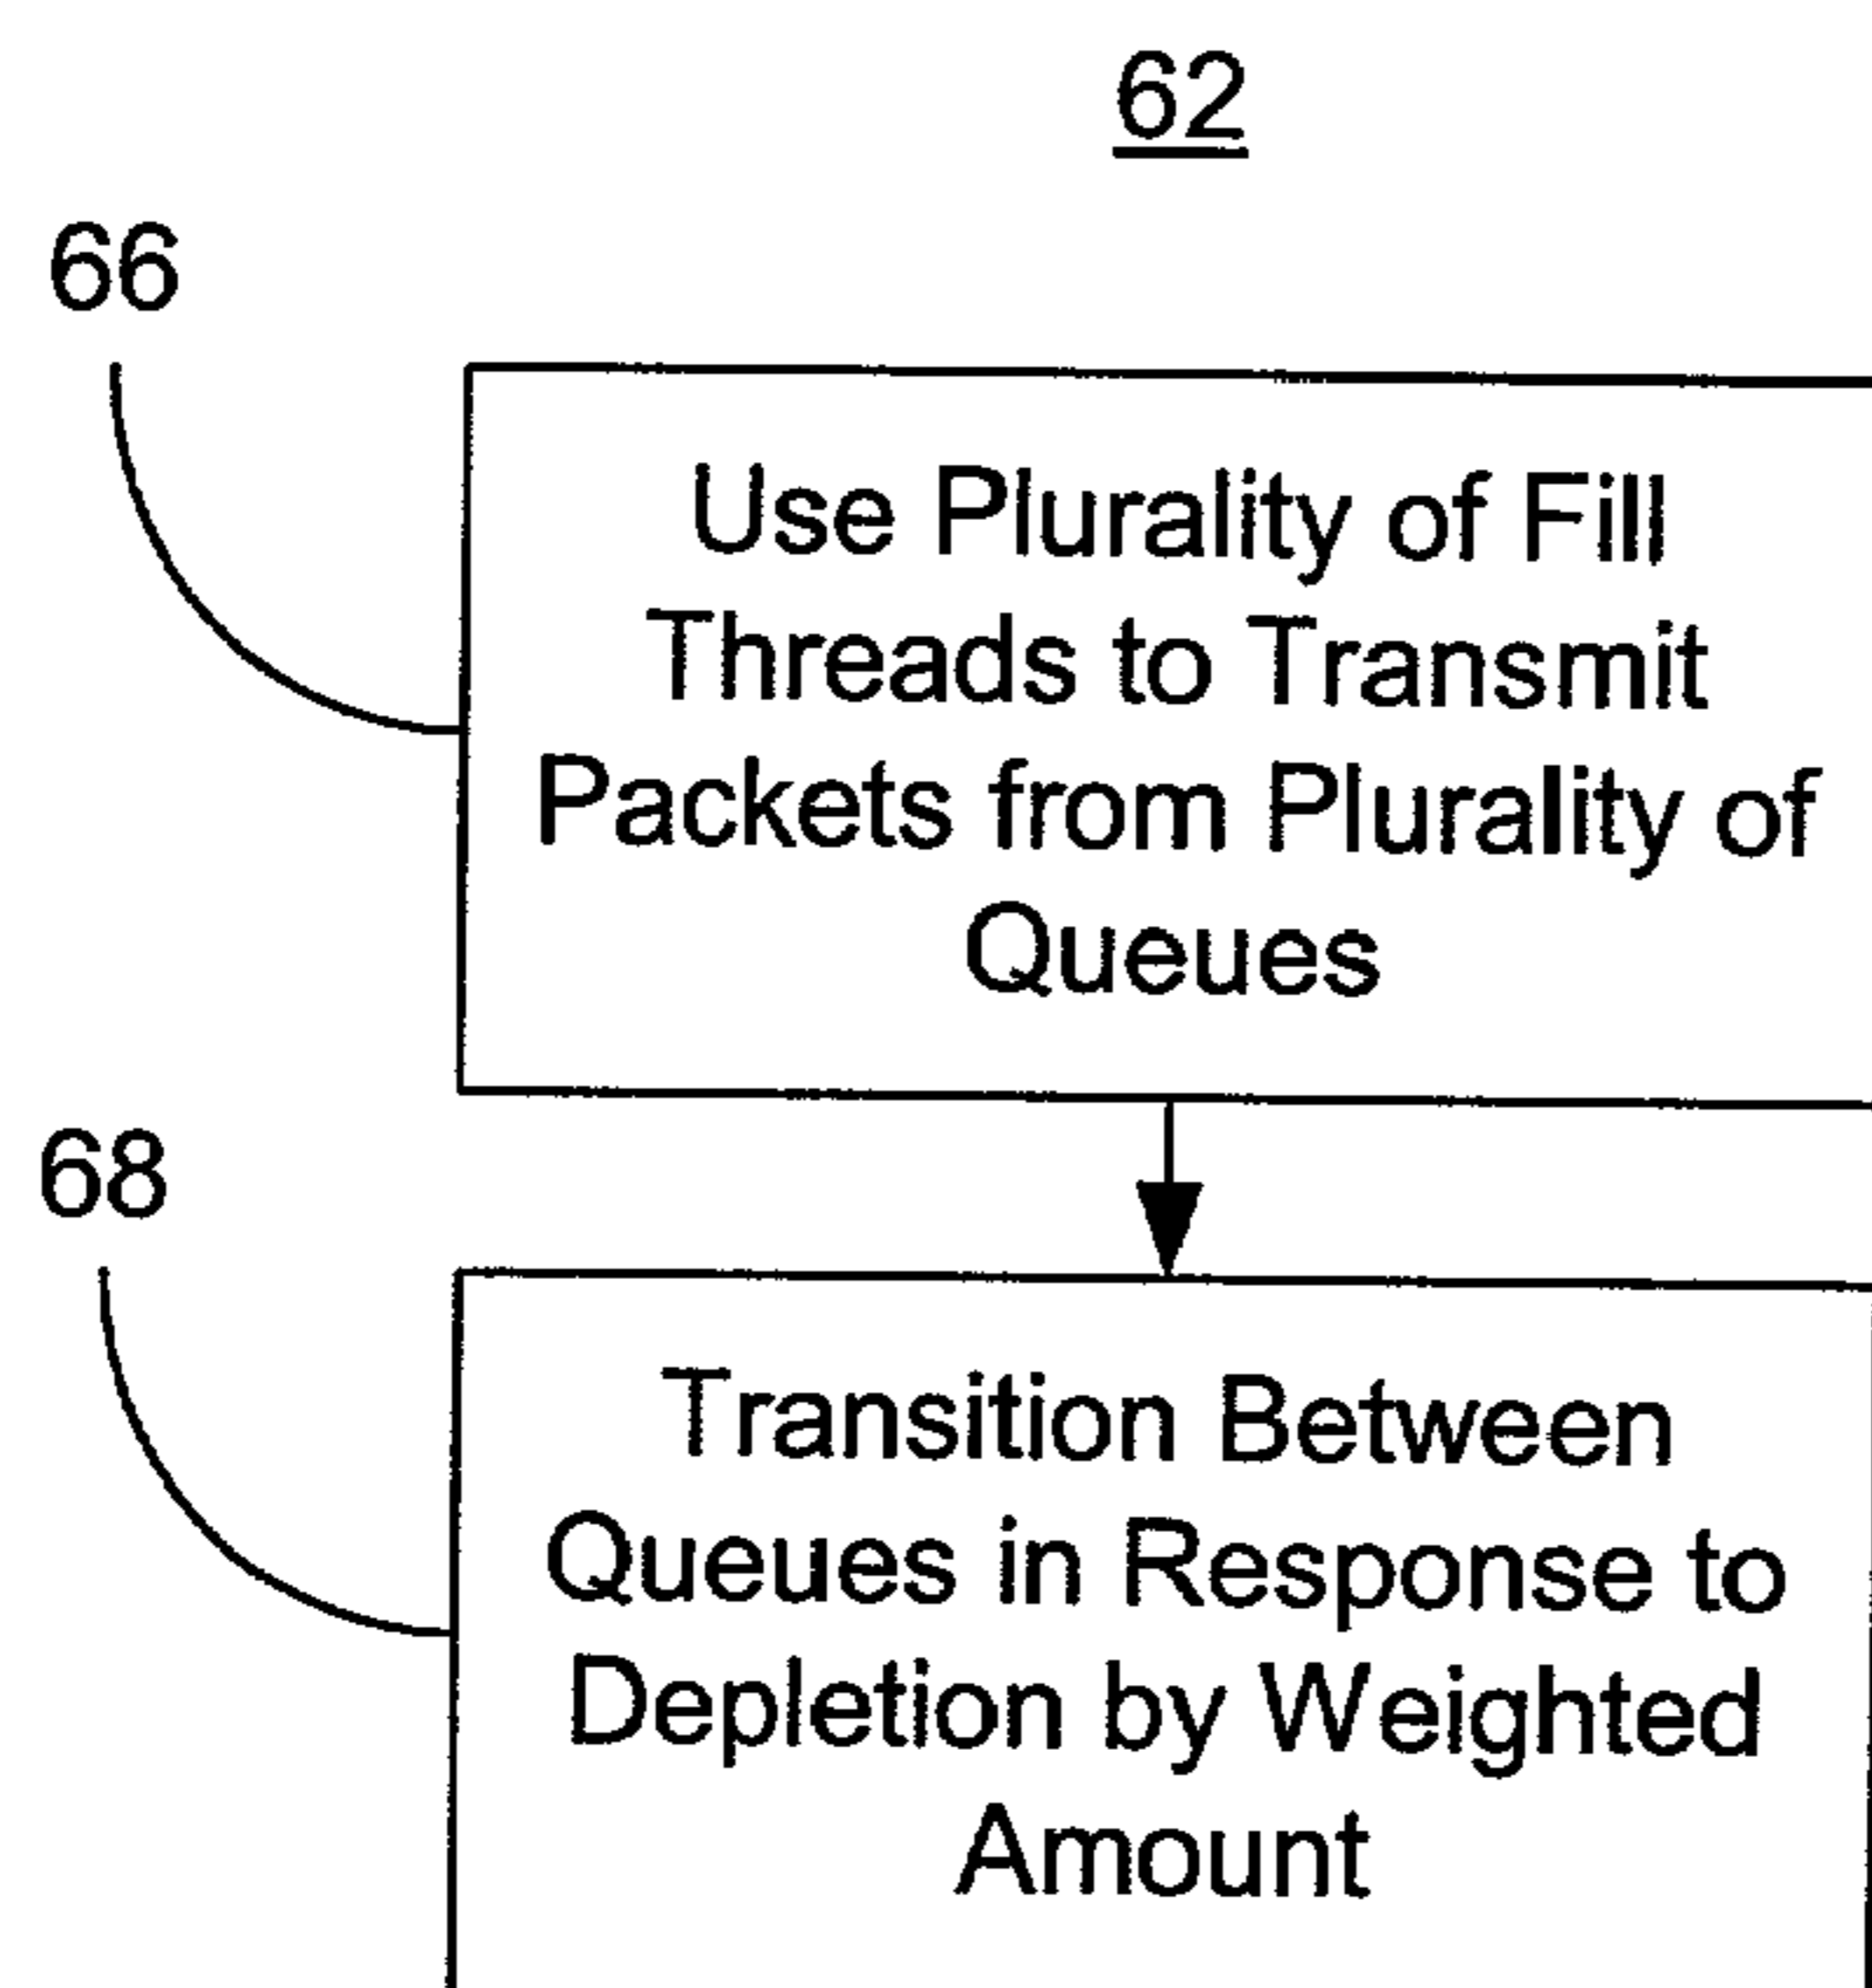 62
66
Use Plurality of Fill
Threads to Transmit
Packets from Plurality of
Queues
68
Transition Between
Queues in Response to
Depletion by Weighted
Amount